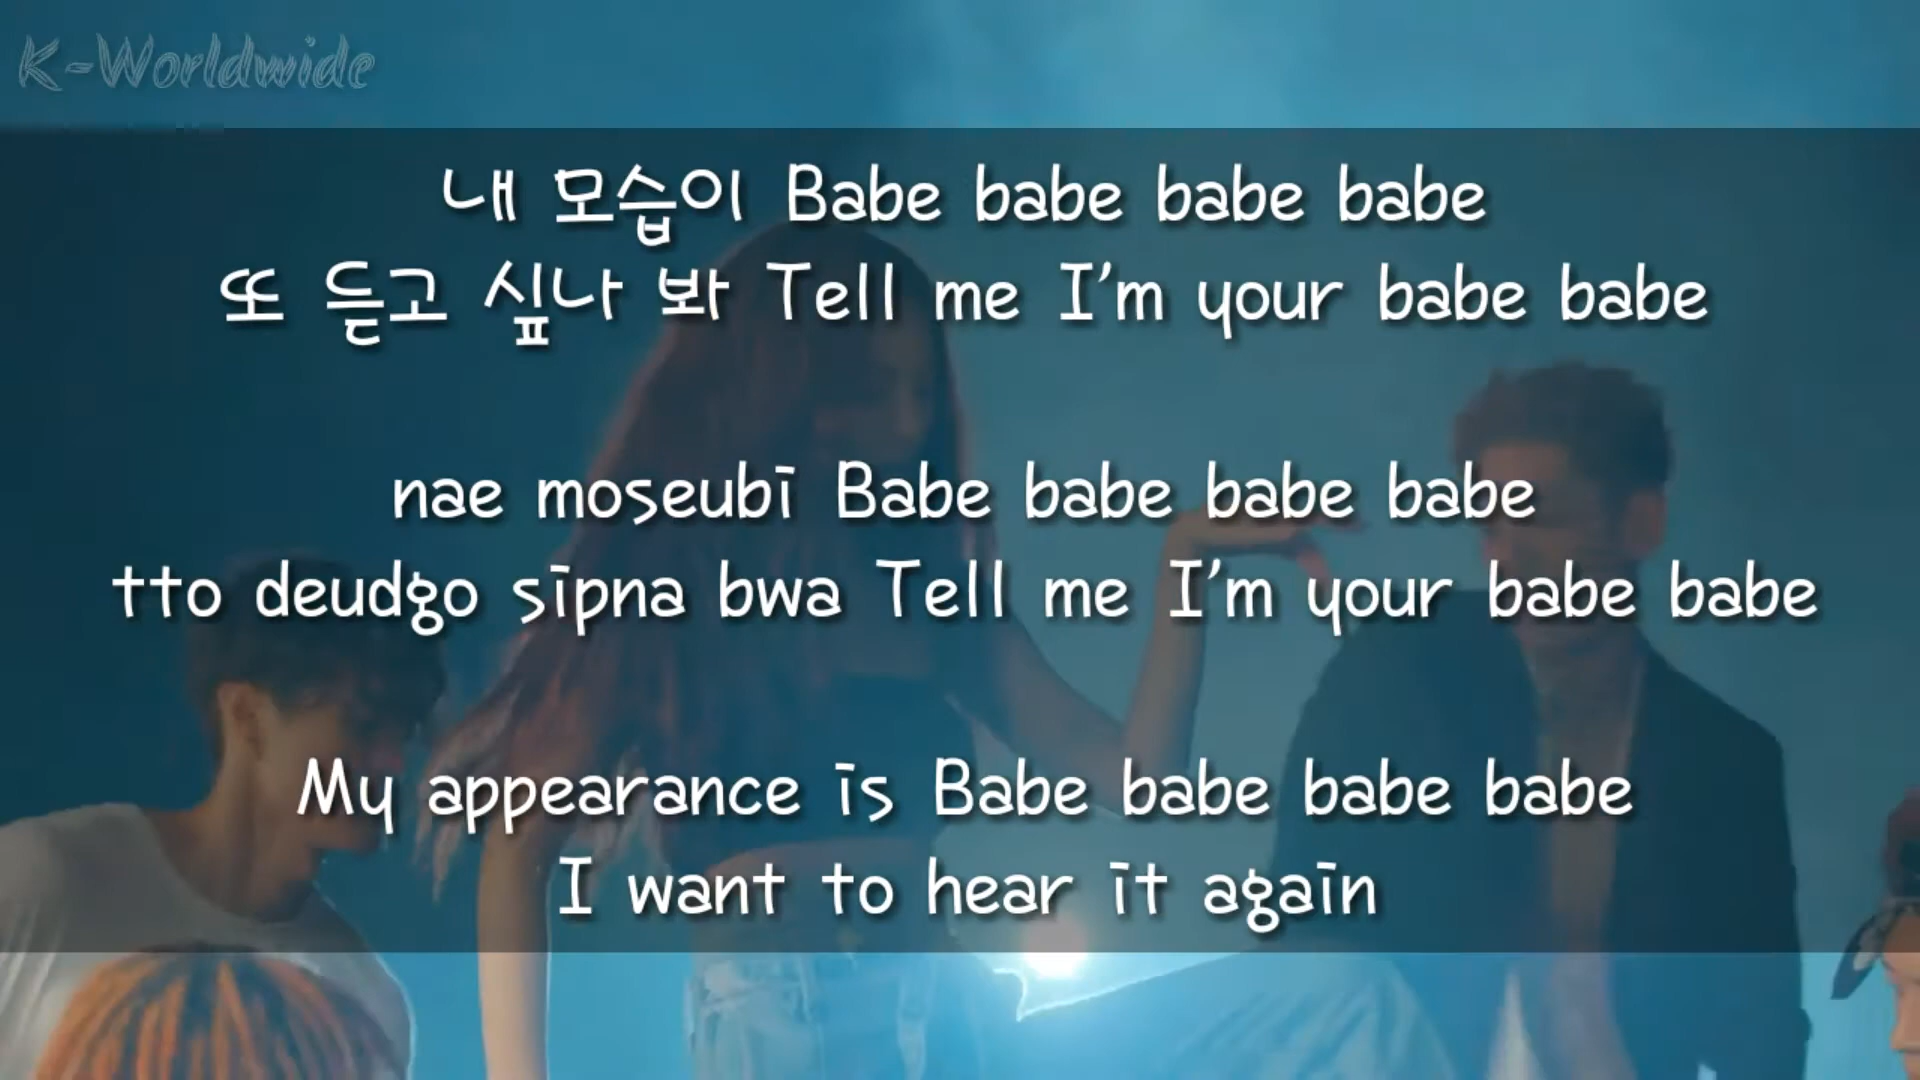 K-Worldwide
내 모습이 Babe babe babe babe
또 듣고 싶나 봐 Tell me I'm your babe babe
nae moseubi Babe babe babe babe
tto deudgo sipna bwa Tell me I'm your babe babe
My appearance is Babe babe babe babe
I want to hear it again